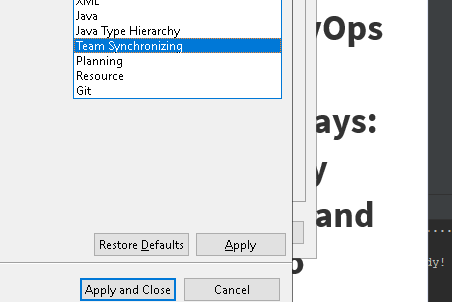 XML
Java
Java Type Hierarchy
Team Synchronizing
Planning
Resource
Git
Restore Defaults
Apply
Apply and Close
Cancel
vOps
ays:
y
and
dy!